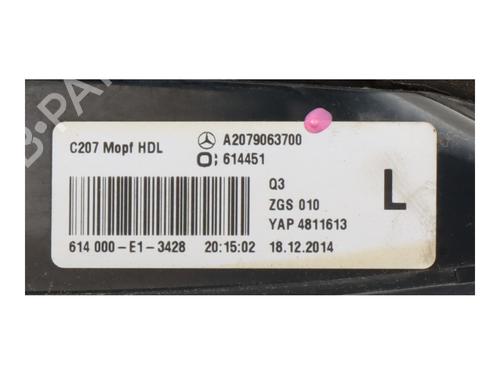 C207 Mopf HDL
A2079063700
614451
Q3
ZGS 010
YAP 4811613
L
614 000-E1-3428 20:15:02 18.12.2014
B-PARTS